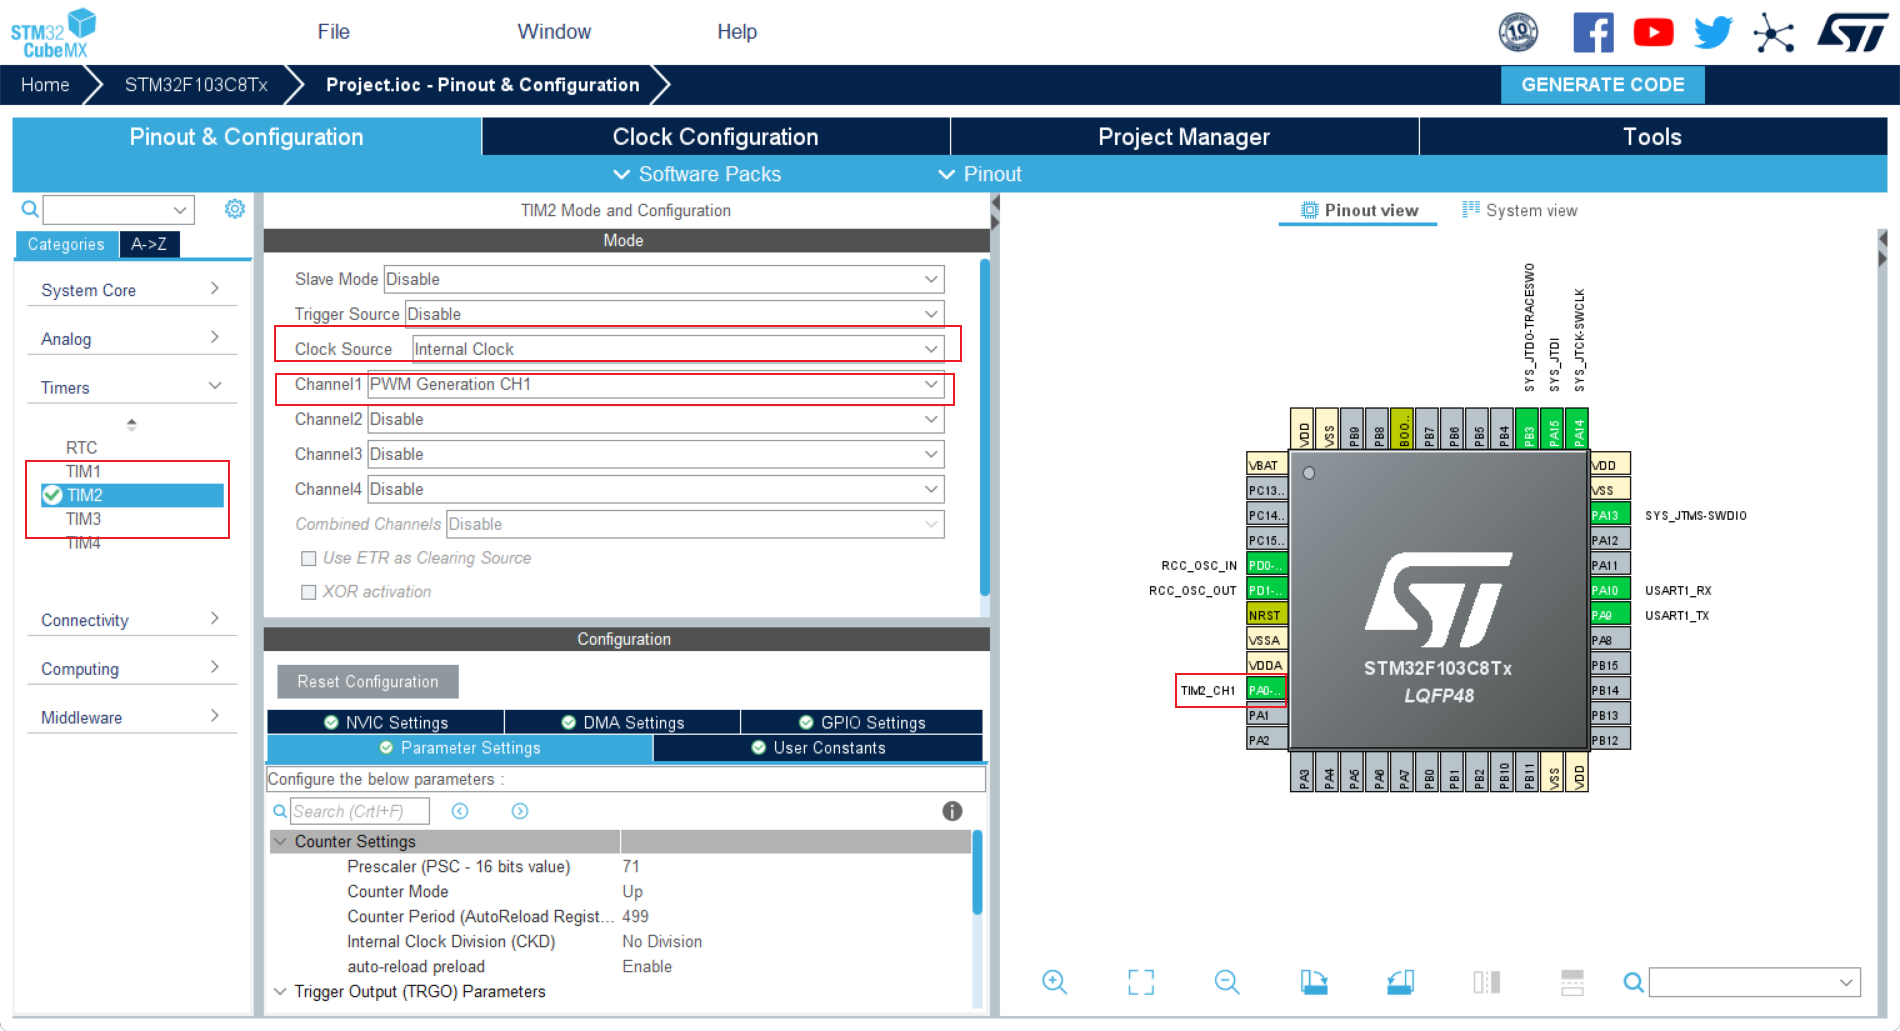 STM32
CubeMX
File
Window
Help
10
Home
STM32F103C8Tx
Project.ioc - Pinout & Configuration
GENERATE CODE
Pinout & Configuration
Clock Configuration
Project Manager
Tools
Software Packs
Pinout
Categories
A->Z
System Core
Analog
Timers
RTC
TIM1
TIM2
TIM3
TIM4
Connectivity
Computing
Middleware
TIM2 Mode and Configuration
Mode
Slave Mode Disable
Trigger Source Disable
Clock Source Internal Clock
Channel1 PWM Generation CH1
Channel2 Disable
Channel3 Disable
Channel4 Disable
Combined Channels Disable
Use ETR as Clearing Source
XOR activation
Configuration
Reset Configuration
NVIC Settings
DMA Settings
GPIO Settings
Parameter Settings
User Constants
Configure the below parameters :
Search (Crtl+F)
Counter Settings
Prescaler (PSC - 16 bits value) 71
Counter Mode Up
Counter Period (AutoReload Regist... 499
Internal Clock Division (CKD) No Division
auto-reload preload Enable
Trigger Output (TRGO) Parameters
Pinout view
System view
SYS_JTDO-TRACESWO
SYS_JTDI
SYS_JTCK-SWCLK
VDD
VSS
PB9
PB8
BOO..
PB7
PB6
PB5
PB4
PB3
PA15
PA14
VBAT
PC13..
PC14..
PC15..
RCC_OSC_IN PD0-..
RCC_OSC_OUT PD1-..
NRST
VSSA
VDDA
TIM2_CH1 PA0-..
PA1
PA2
VDD
VSS
PA13 SYS_JTMS-SWDIO
PA12
PA11
PA10 USART1_RX
PA9 USART1_TX
PA8
PB15
PB14
PB13
PB12
STM32F103C8Tx
LQFP48
PA3
PA4
PA5
PA6
PA7
PB0
PB1
PB2
PB10
PB11
VSS
VDD